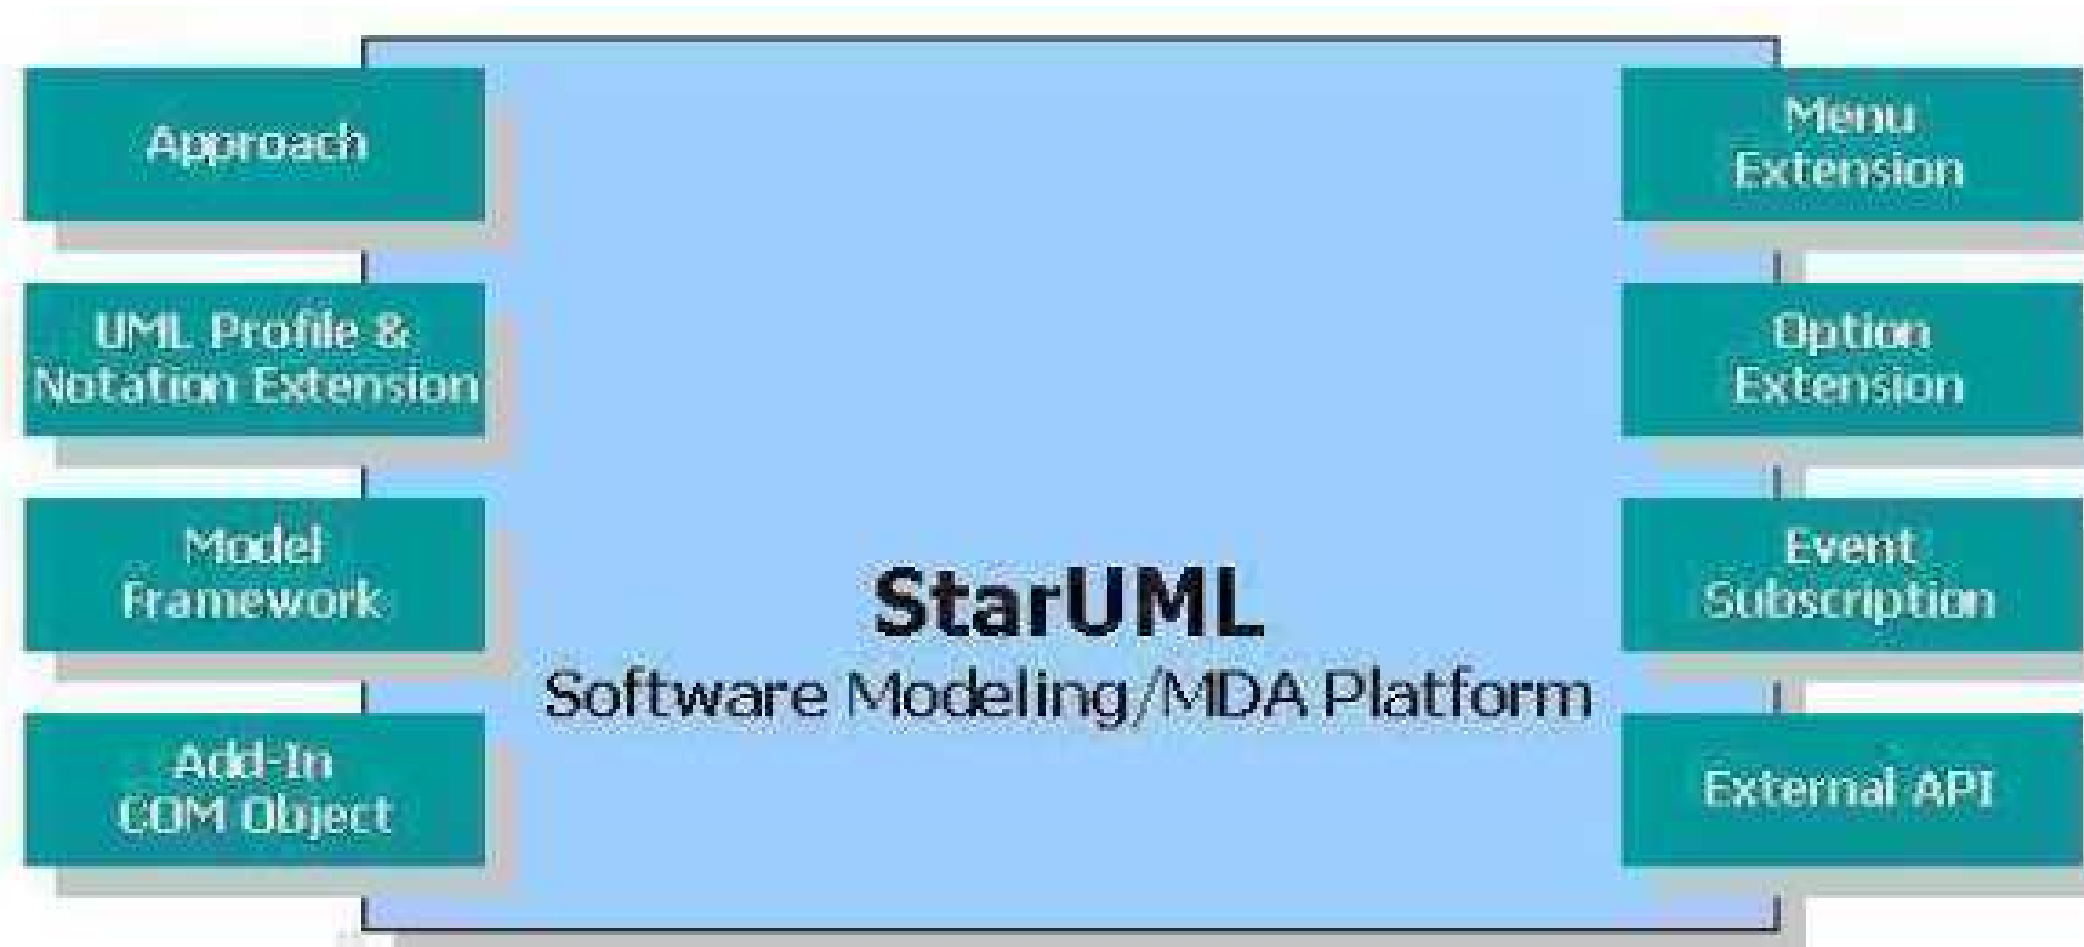 Approach
UML Profile &
Notation Extension
Model
Framework
Add-In
COM Object
StarUML
Software Modeling/MDA Platform
Menu
Extension
Option
Extension
Event
Subscription
External API